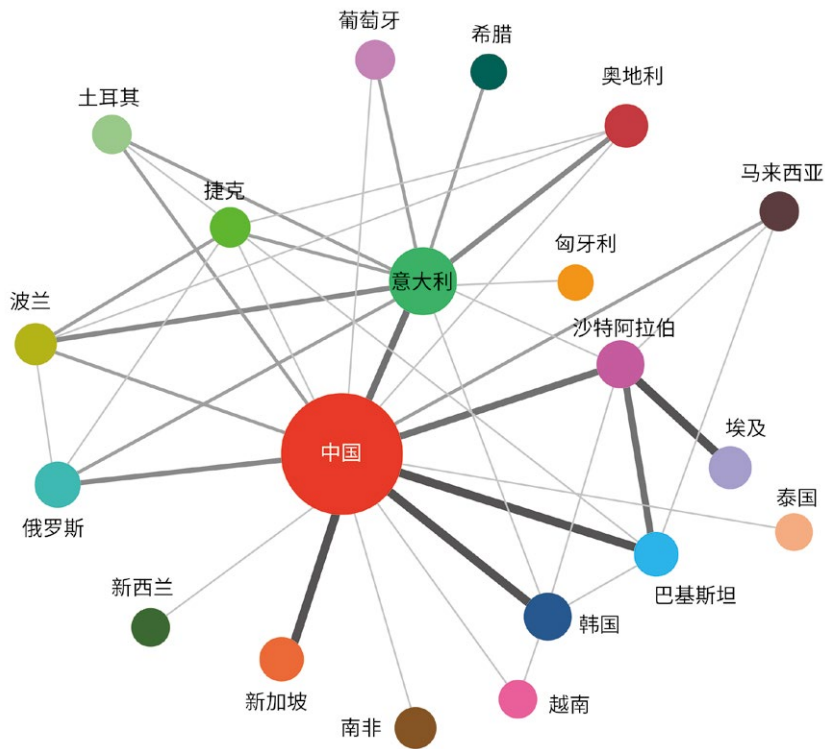 葡萄牙
希腊
奥地利
土耳其
马来西亚
捷克
匈牙利
意大利
波兰
沙特阿拉伯
埃及
中国
泰国
俄罗斯
新西兰
巴基斯坦
韩国
新加坡
越南
南非